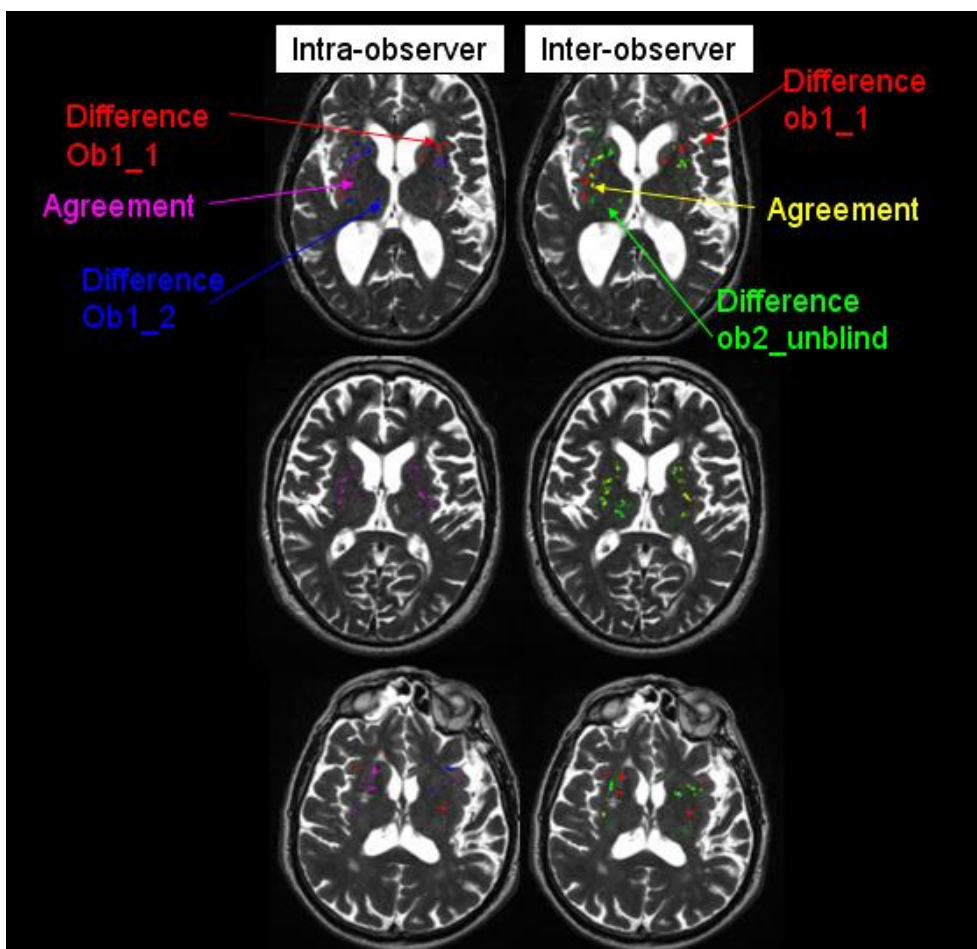 Intra-observer
Inter-observer
Difference
Ob1_1
Agreement
Difference
Ob1_2
Difference
ob1_1
Agreement
Difference
ob2_unblind